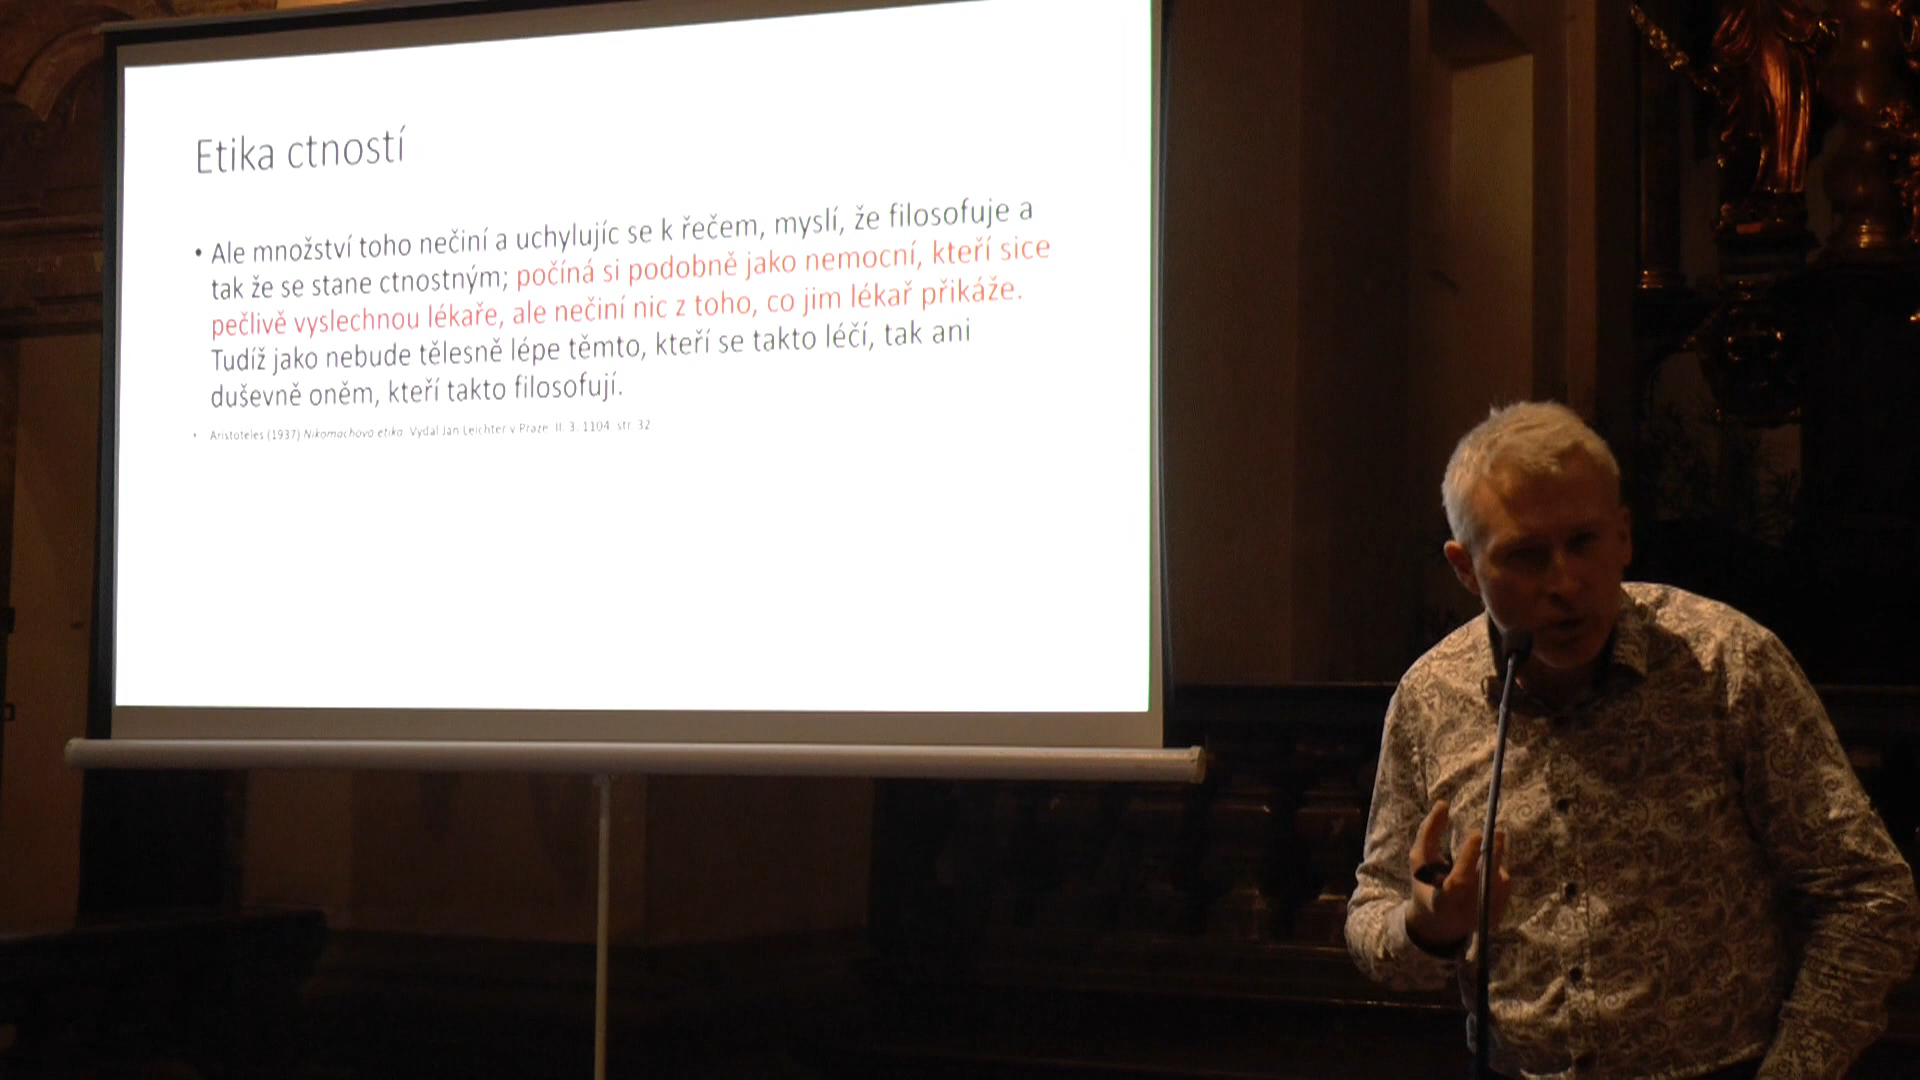 Etika ctností
• Ale množství toho nečiní a uchylujíc se k řečem, myslí, že filosofuje a
tak že se stane ctnostným; počíná si podobně jako nemocní, kteří sice
pečlivě vyslechnou lékaře, ale nečiní nic z toho, co jim lékař přikáže.
Tudíž jako nebude tělesně lépe těmto, kteří se takto léčí, tak ani
duševně oněm, kteří takto filosofují.
• Aristoteles (1937) Nikomachova etika. Vydal Jan Leichter v Praze. II. 3. 1104. str. 32